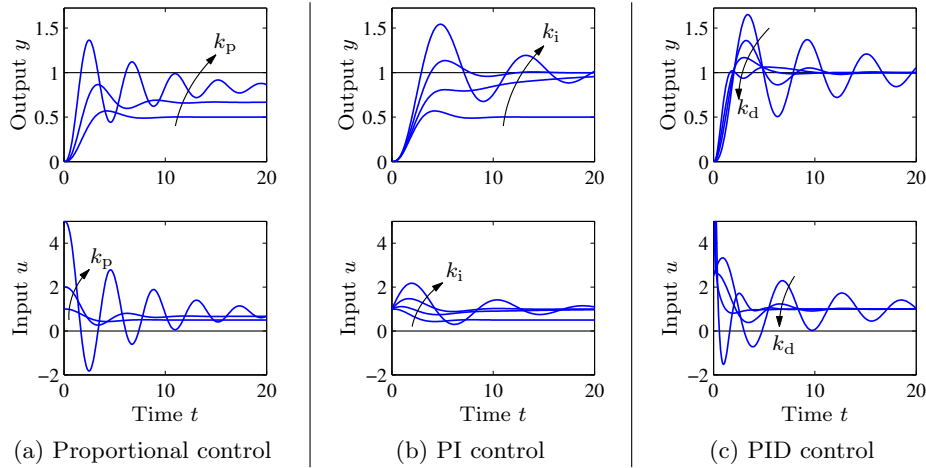 Output y
1.5
1
0.5
0
0 10 20
k_p
Input u
4
2
0
−2
0 10 20
k_p
Time t
(a) Proportional control
Output y
1.5
1
0.5
0
0 10 20
k_i
Input u
4
2
0
−2
0 10 20
k_i
Time t
(b) PI control
Output y
1.5
1
0.5
0
0 10 20
k_d
Input u
4
2
0
−2
0 10 20
k_d
Time t
(c) PID control